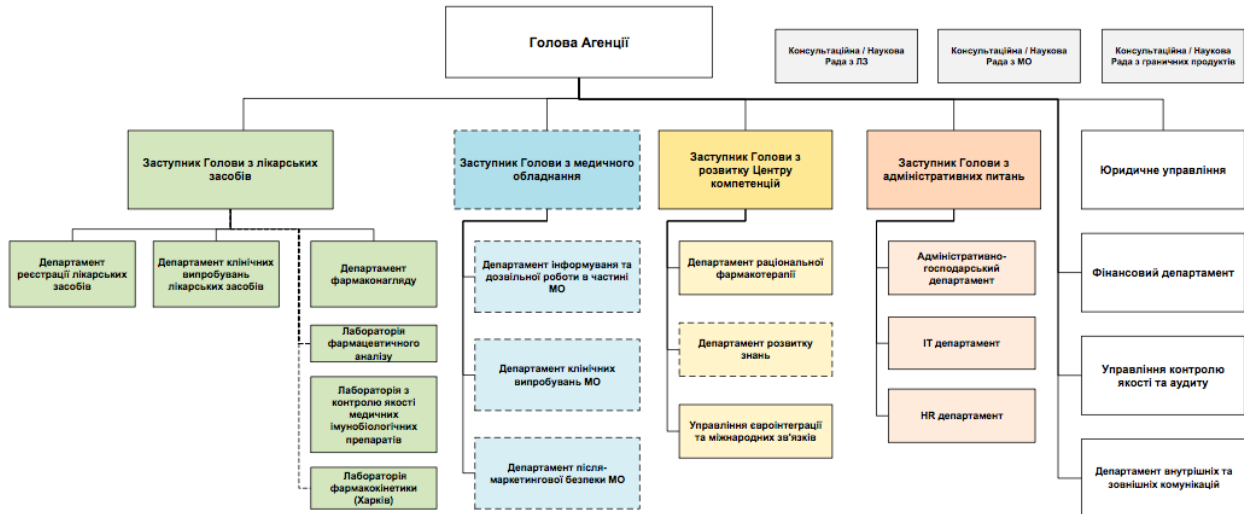 Голова Агенції
Консультаційна / Наукова
Рада з ЛЗ
Консультаційна / Наукова
Рада з МО
Консультаційна / Наукова
Рада з граничних продуктів
Заступник Голови з лікарських
засобів
Заступник Голови з медичного
обладнання
Заступник Голови з
розвитку Центру
компетенцій
Заступник Голови з
адміністративних питань
Юридичне управління
Департамент
реєстрації лікарських
засобів
Департамент клінічних
випробувань
лікарських засобів
Департамент
фармаконагляду
Лабораторія
фармацевтичного
аналізу
Лабораторія з
контролю якості
медичних
імунобіологічних
препаратів
Лабораторія
фармакокінетики
(Харків)
Департамент інформуваня та
дозвільної роботи в частині
МО
Департамент клінічних
випробувань МО
Департамент після-
маркетингової безпеки МО
Департамент раціональної
фармакотерапії
Департамент розвитку
знань
Управління євроінтеграції
та міжнародних зв'язків
Адміністративно-
господарський
департамент
ІТ департамент
HR департамент
Фінансовий департамент
Управління контролю
якості та аудиту
Департамент внутрішніх та
зовнішніх комунікацій